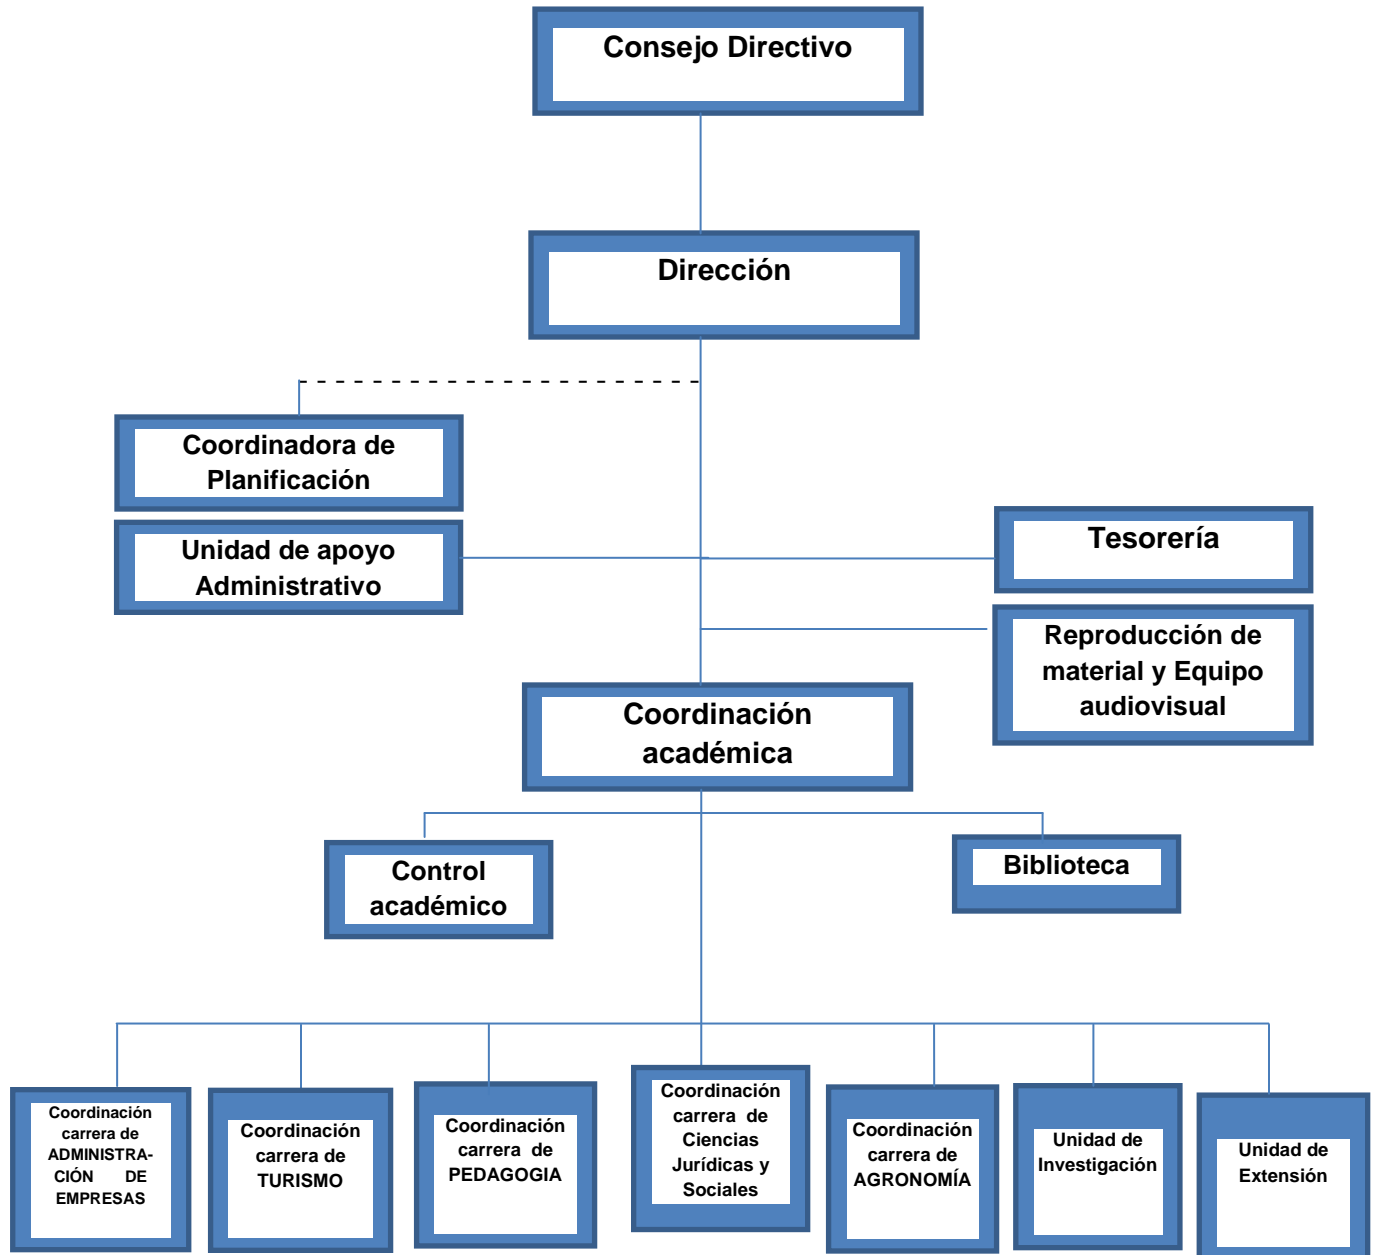 Consejo Directivo
Dirección
Coordinadora de
Planificación
Unidad de apoyo
Administrativo
Tesorería
Reproducción de
material y Equipo
audiovisual
Coordinación
académica
Control
académico
Biblioteca
Coordinación
carrera de
ADMINISTRA-
CIÓN DE
EMPRESAS
Coordinación
carrera de
TURISMO
Coordinación
carrera de
PEDAGOGIA
Coordinación
carrera de
Ciencias
Jurídicas y
Sociales
Coordinación
carrera de
AGRONOMÍA
Unidad de
Investigación
Unidad de
Extensión